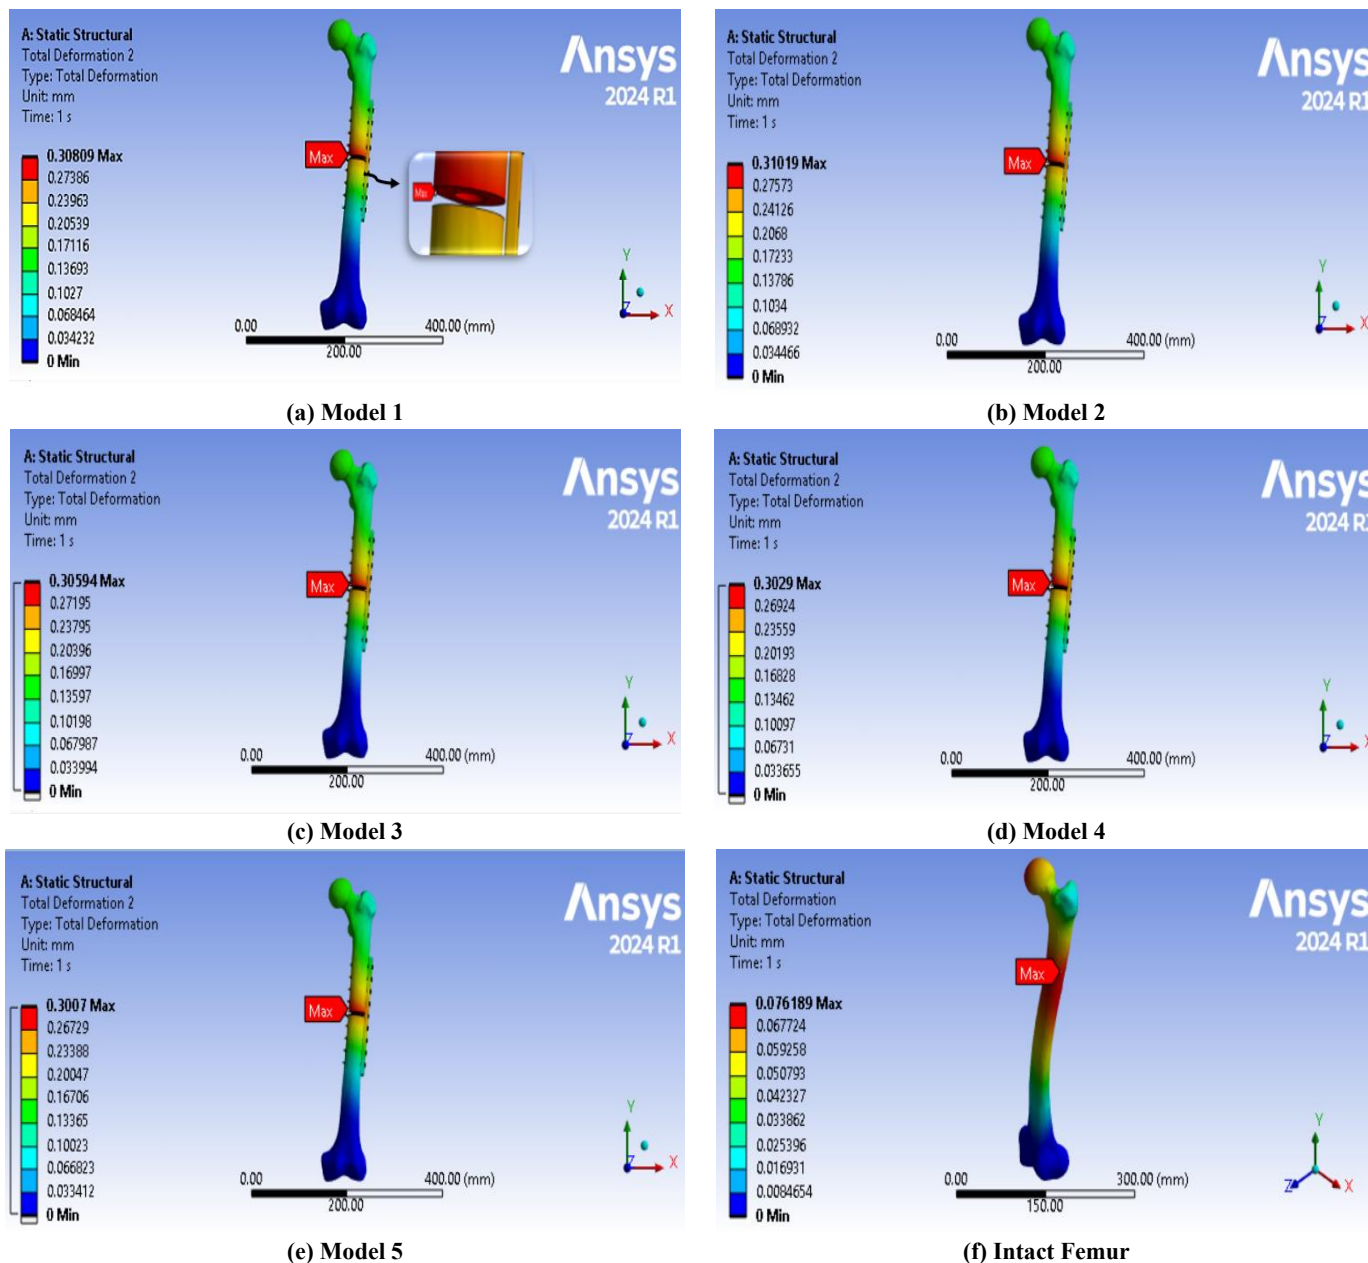 A: Static Structural
Total Deformation 2
Type: Total Deformation
Unit: mm
Time: 1 s
Ansys
2024 R1
0.30809 Max
0.27386
0.23963
0.20539
0.17116
0.13693
0.1027
0.068464
0.034232
0 Min
Max
Max
Y
X
Z
0.00
400.00 (mm)
200.00
(a) Model 1
A: Static Structural
Total Deformation 2
Type: Total Deformation
Unit: mm
Time: 1 s
Ansys
2024 R1
0.31019 Max
0.27573
0.24126
0.2068
0.17233
0.13786
0.1034
0.068932
0.034466
0 Min
Max
Y
X
Z
0.00
400.00 (mm)
200.00
(b) Model 2
A: Static Structural
Total Deformation 2
Type: Total Deformation
Unit: mm
Time: 1 s
Ansys
2024 R1
0.30594 Max
0.27195
0.23795
0.20396
0.16997
0.13597
0.10198
0.067987
0.033994
0 Min
Max
Y
X
Z
0.00
400.00 (mm)
200.00
(c) Model 3
A: Static Structural
Total Deformation 2
Type: Total Deformation
Unit: mm
Time: 1 s
Ansys
2024 R1
0.3029 Max
0.26924
0.23559
0.20193
0.16828
0.13462
0.10097
0.06731
0.033655
0 Min
Max
Y
X
Z
0.00
400.00 (mm)
200.00
(d) Model 4
A: Static Structural
Total Deformation 2
Type: Total Deformation
Unit: mm
Time: 1 s
Ansys
2024 R1
0.3007 Max
0.26729
0.23388
0.20047
0.16706
0.13365
0.10023
0.066823
0.033412
0 Min
Max
Y
X
Z
0.00
400.00 (mm)
200.00
(e) Model 5
A: Static Structural
Total Deformation
Type: Total Deformation
Unit: mm
Time: 1 s
Ansys
2024 R1
0.076189 Max
0.067724
0.059258
0.050793
0.042327
0.033862
0.025396
0.016931
0.0084654
0 Min
Max
Y
Z
X
0.00
300.00 (mm)
150.00
(f) Intact Femur